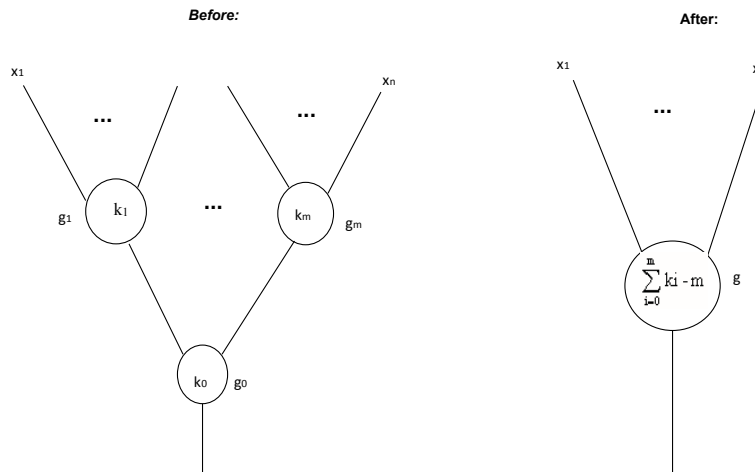 Before:
After:
x1
xn
x1
x
...
...
...
...
g1
k1
km
gm
m
∑ ki - m
i=0
g
k0
g0